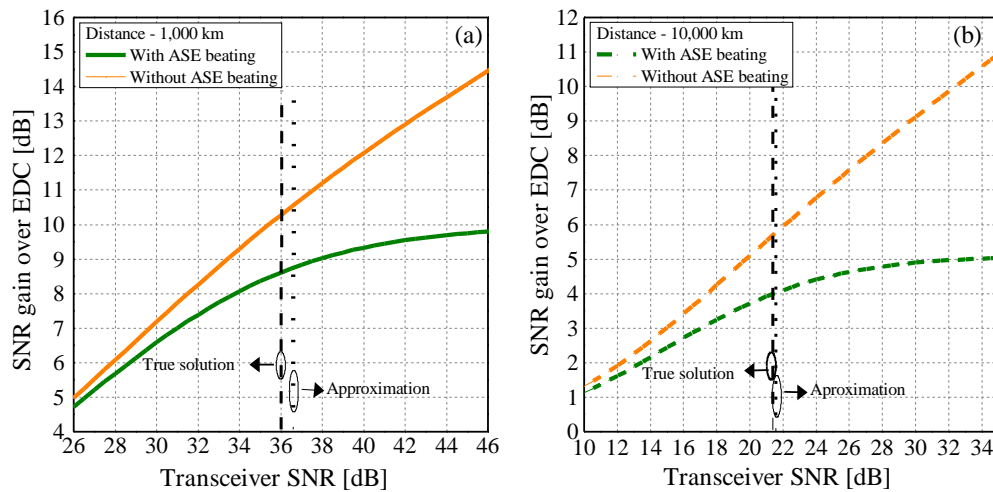 16
15
14
13
12
11
10
9
8
7
6
5
4
SNR gain over EDC [dB]
Distance - 1,000 km
With ASE beating
Without ASE beating
(a)
True solution
Approximation
26 28 30 32 34 36 38 40 42 44 46
Transceiver SNR [dB]
12
11
10
9
8
7
6
5
4
3
2
1
0
SNR gain over EDC [dB]
Distance - 10,000 km
With ASE beating
Without ASE beating
(b)
True solution
Aproximation
10 12 14 16 18 20 22 24 26 28 30 32 34
Transceiver SNR [dB]